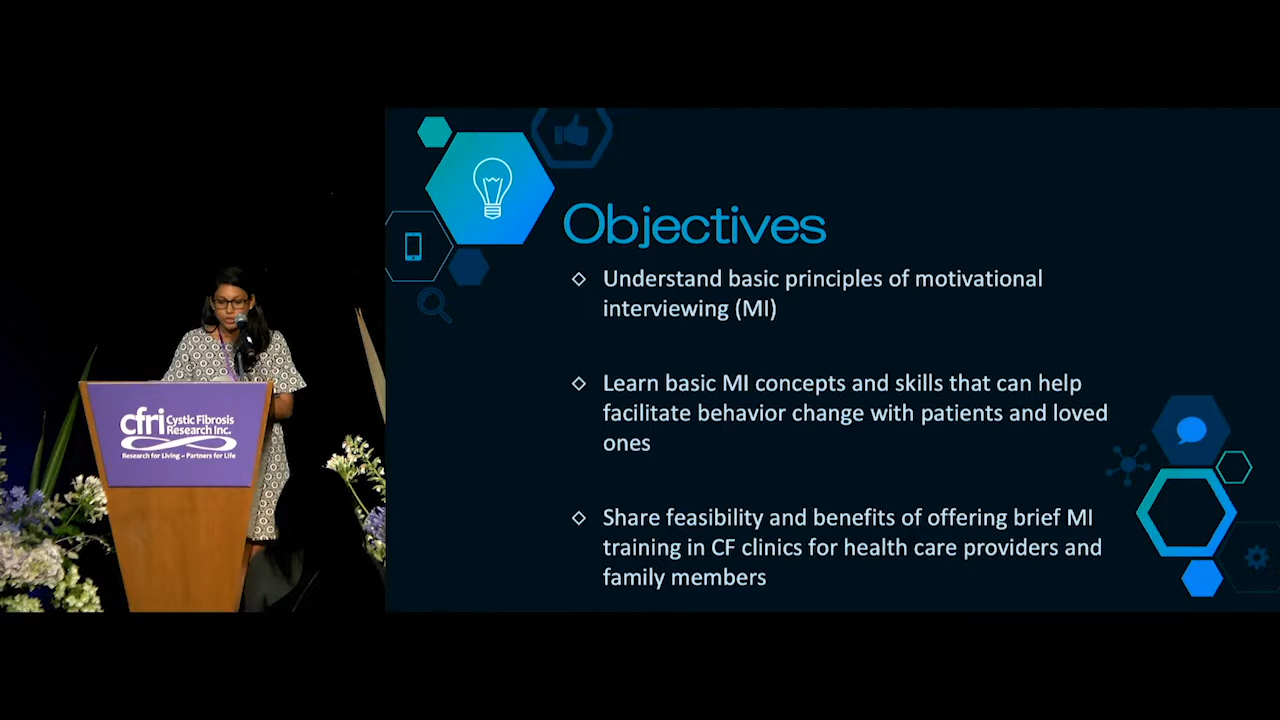 cfri Cystic Fibrosis
Research Inc.
Research for Living ~ Partners for Life
Objectives
Understand basic principles of motivational
interviewing (MI)
Learn basic MI concepts and skills that can help
facilitate behavior change with patients and loved
ones
Share feasibility and benefits of offering brief MI
training in CF clinics for health care providers and
family members